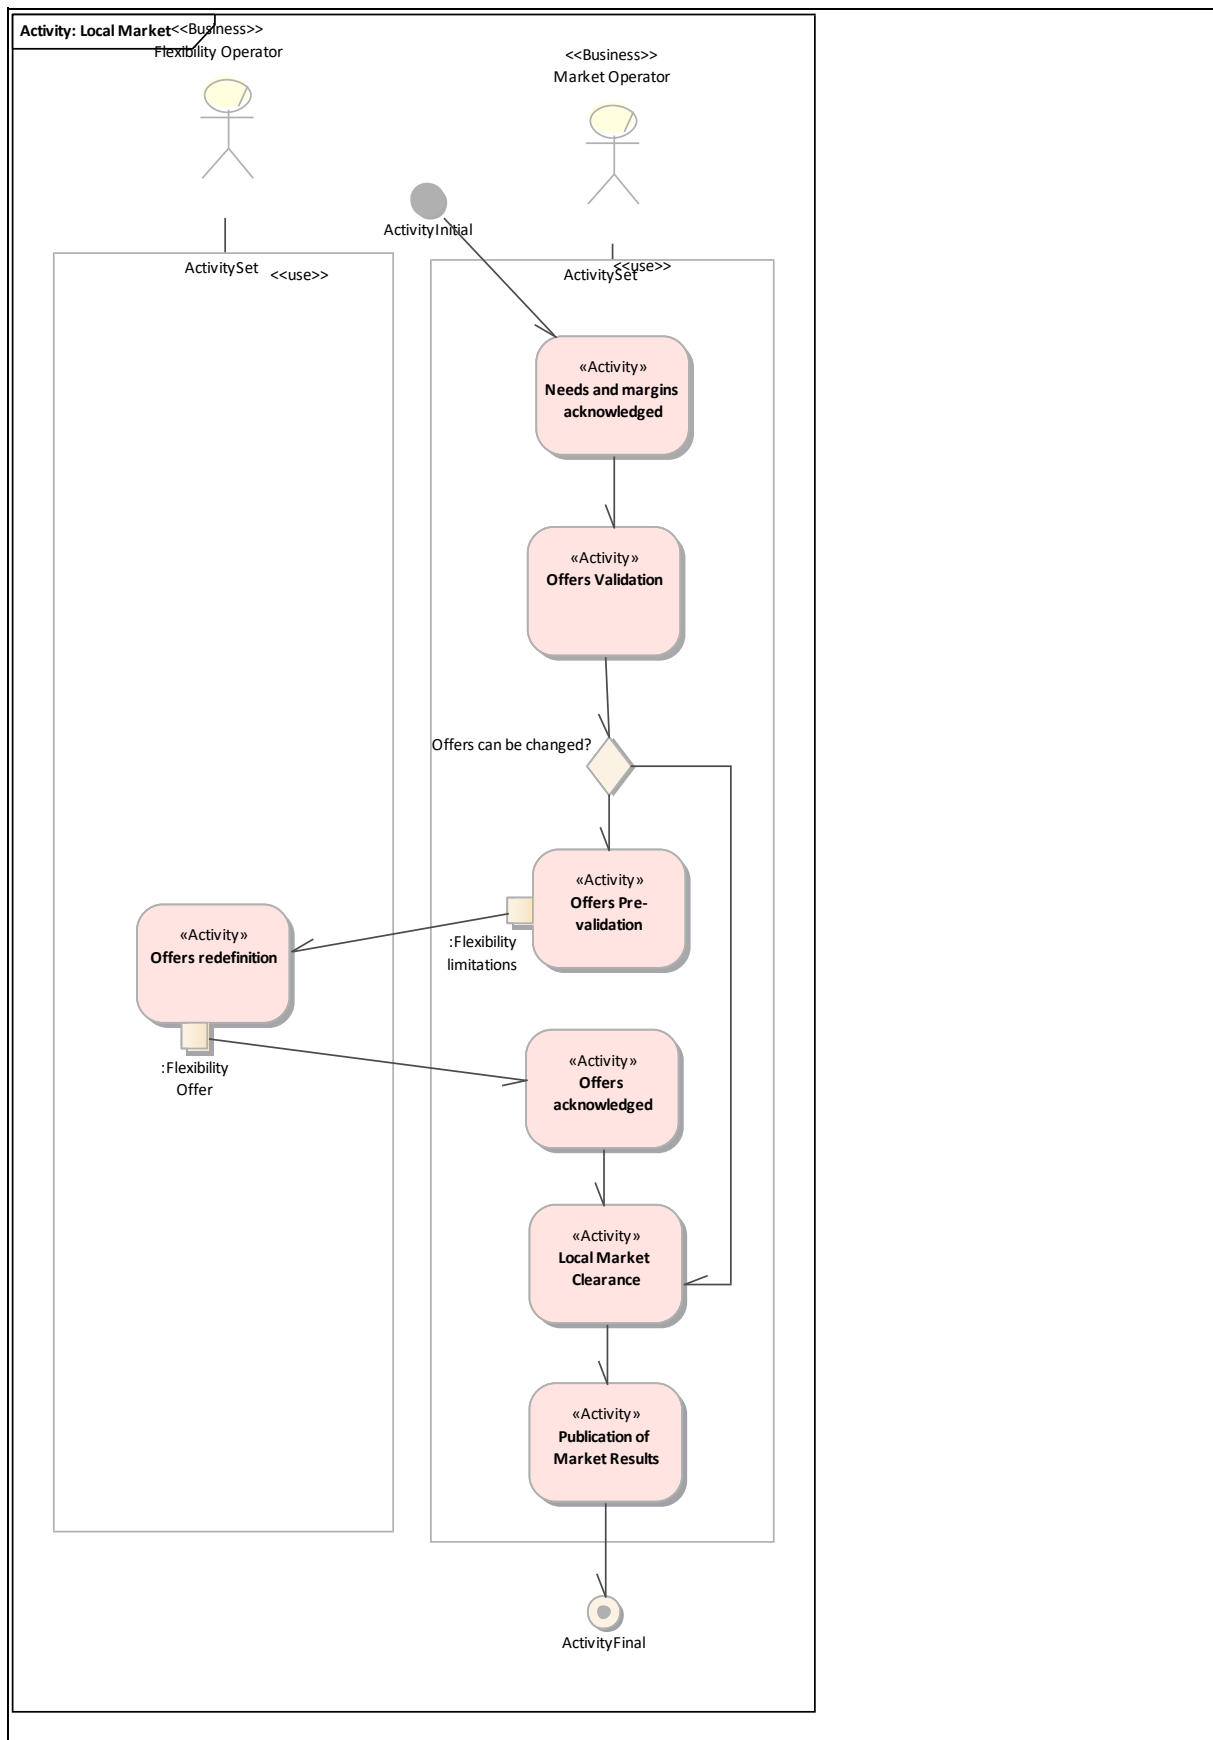 Activity: Local Market
<<Business>>
Flexibility Operator
<<Business>>
Market Operator
ActivityInitial
ActivitySet
<<use>>
<<use>>
ActivitySet
«Activity»
Needs and margins
acknowledged
«Activity»
Offers Validation
Offers can be changed?
«Activity»
Offers Pre-
validation
«Activity»
Offers redefinition
:Flexibility
limitations
:Flexibility
Offer
«Activity»
Offers
acknowledged
«Activity»
Local Market
Clearance
«Activity»
Publication of
Market Results
ActivityFinal